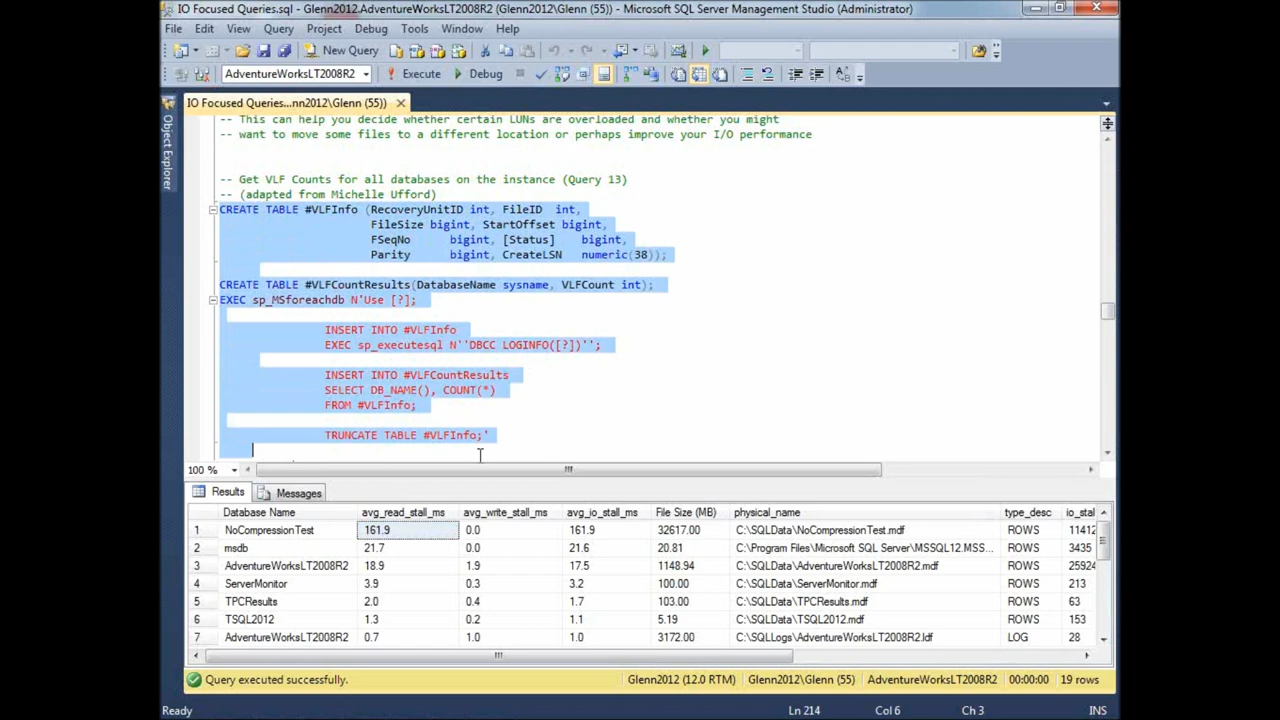 IO Focused Queries.sql - Glenn2012.AdventureWorksLT2008R2 (Glenn2012\Glenn (55)) - Microsoft SQL Server Management Studio (Administrator)
File Edit View Query Project Debug Tools Window Help
New Query
AdventureWorksLT2008R2 Execute Debug
IO Focused Queries...nn2012\Glenn (55))
Object Explorer
-- This can help you decide whether certain LUNs are overloaded and whether you might
-- want to move some files to a different location or perhaps improve your I/O performance
-- Get VLF Counts for all databases on the instance (Query 13)
-- (adapted from Michelle Ufford)
CREATE TABLE #VLFInfo (RecoveryUnitID int, FileID  int,
FileSize bigint, StartOffset bigint,
FSeqNo      bigint, [Status]    bigint,
Parity      bigint, CreateLSN   numeric(38));
CREATE TABLE #VLFCountResults(DatabaseName sysname, VLFCount int);
EXEC sp_MSforeachdb N'Use [?];
INSERT INTO #VLFInfo
EXEC sp_executesql N''DBCC LOGINFO([?])'';
INSERT INTO #VLFCountResults
SELECT DB_NAME(), COUNT(*)
FROM #VLFInfo;
TRUNCATE TABLE #VLFInfo;'
100 %
Results Messages
Database Name avg_read_stall_ms avg_write_stall_ms avg_io_stall_ms File Size (MB) physical_name type_desc io_stal
1 NoCompressionTest 161.9 0.0 161.9 32617.00 C:\SQLData\NoCompressionTest.mdf ROWS 11412
2 msdb 21.7 0.0 21.6 20.81 C:\Program Files\Microsoft SQL Server\MSSQL12.MSS... ROWS 3435
3 AdventureWorksLT2008R2 18.9 1.9 17.5 1148.94 C:\SQLData\AdventureWorksLT2008R2.mdf ROWS 25924
4 ServerMonitor 3.9 0.3 3.2 100.00 C:\SQLData\ServerMonitor.mdf ROWS 213
5 TPCResults 2.0 0.4 1.7 103.00 C:\SQLData\TPCResults.mdf ROWS 63
6 TSQL2012 1.3 0.2 1.1 5.19 C:\SQLData\TSQL2012.mdf ROWS 153
7 AdventureWorksLT2008R2 0.7 1.0 1.0 3172.00 C:\SQLLogs\AdventureWorksLT2008R2.ldf LOG 28
Query executed successfully. Glenn2012 (12.0 RTM) Glenn2012\Glenn (55) AdventureWorksLT2008R2 00:00:00 19 rows
Ready Ln 214 Col 6 Ch 3 INS